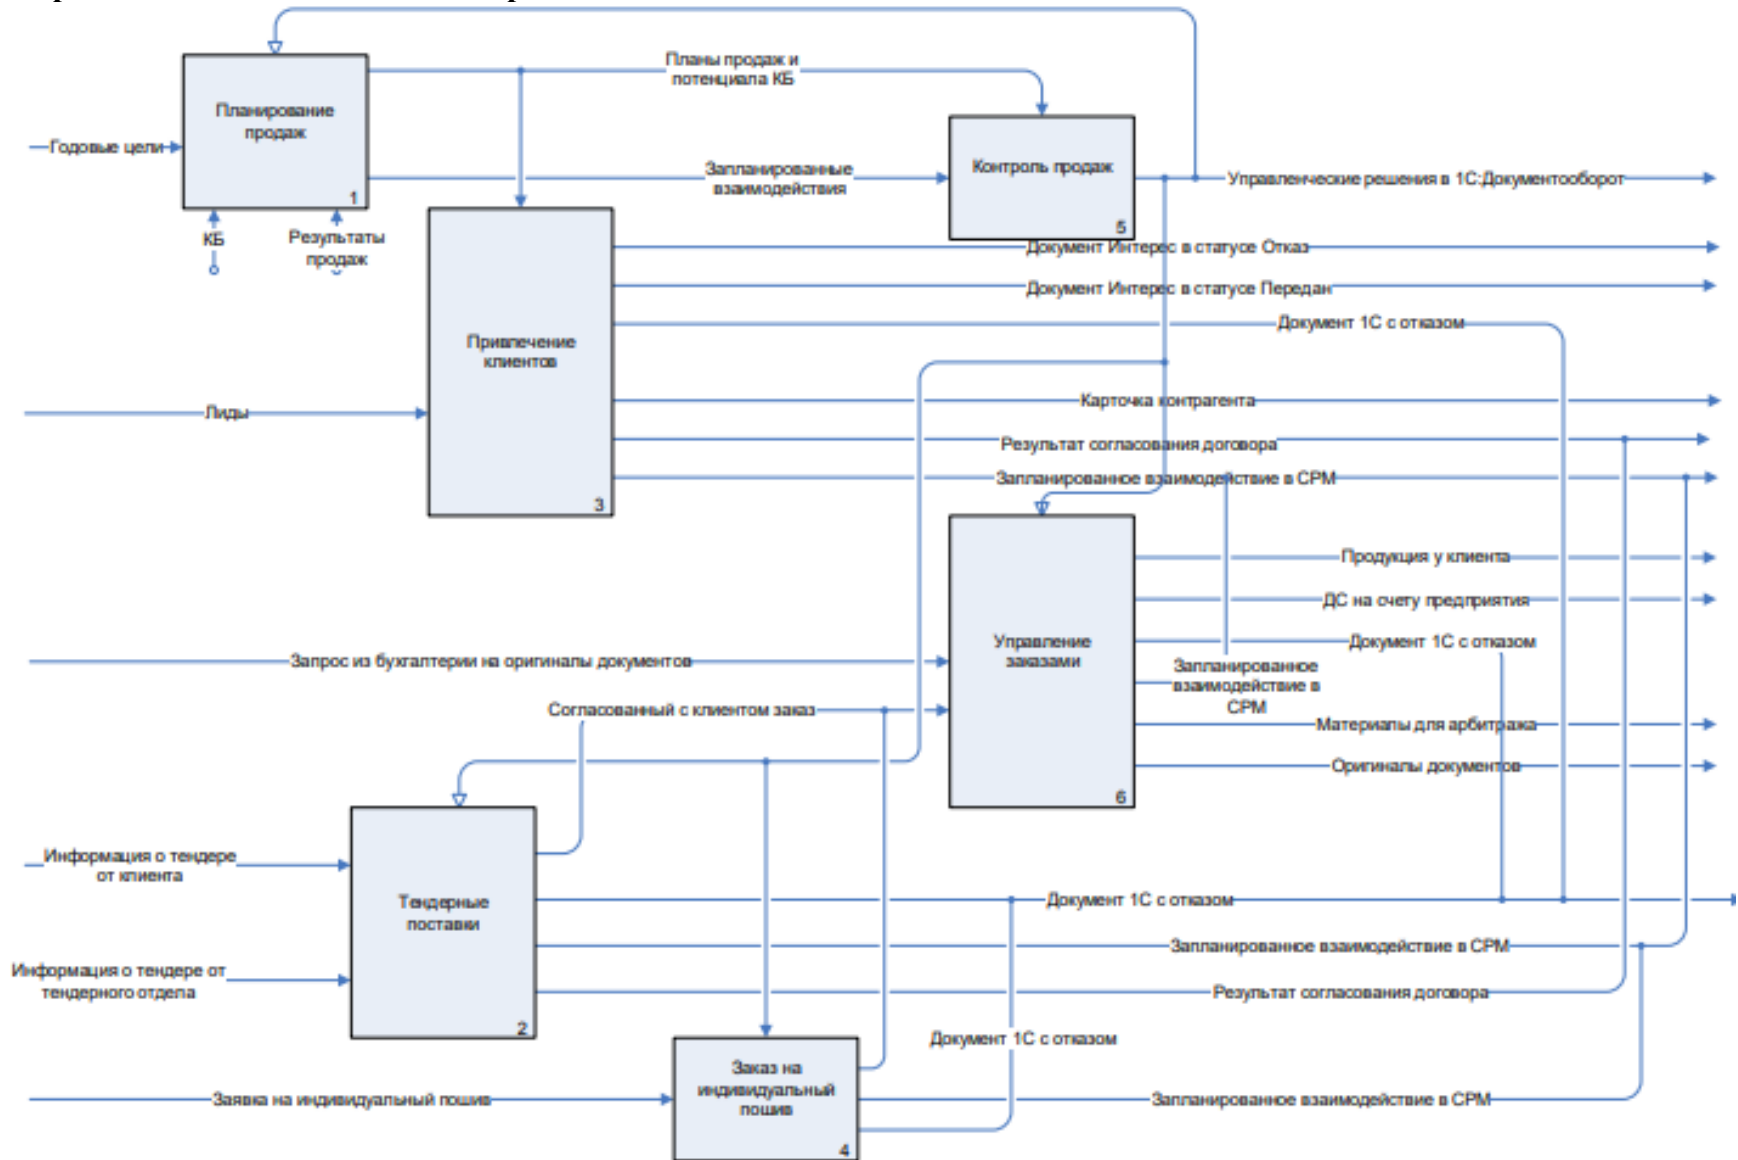 Планы продаж и
потенциала КБ
Планирование
продаж
Годовые цели
1
Запланированные
взаимодействия
Контроль продаж
5
Управленческие решения в 1С:Документооборот
КБ
Результаты
продаж
Документ Интерес в статусе Отказ
Документ Интерес в статусе Передан
Документ 1С с отказом
Привлечение
клиентов
3
Лиды
Карточка контрагента
Результат согласования договора
Запланированное взаимодействие в СРМ
Продукция у клиента
ДС на счету предприятия
Управление
заказами
6
Документ 1С с отказом
Запрос из бухгалтерии на оригиналы документов
Запланированное
взаимодействие в
СРМ
Согласованный с клиентом заказ
Материалы для арбитража
Оригиналы документов
Информация о тендере
от клиента
Тендерные
поставки
2
Документ 1С с отказом
Запланированное взаимодействие в СРМ
Информация о тендере от
тендерного отдела
Результат согласования договора
Документ 1С с отказом
Заказ на
индивидуальный
пошив
4
Заявка на индивидуальный пошив
Запланированное взаимодействие в СРМ